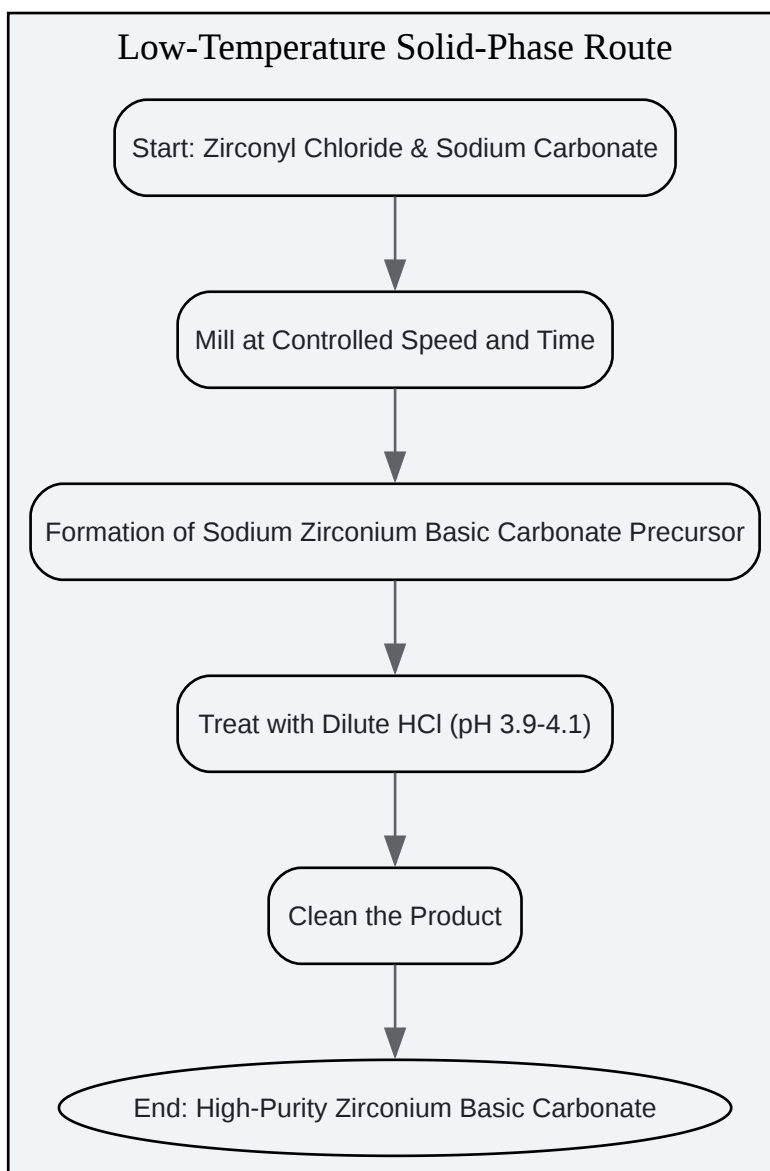 Low-Temperature Solid-Phase Route
Start: Zirconyl Chloride & Sodium Carbonate
Mill at Controlled Speed and Time
Formation of Sodium Zirconium Basic Carbonate Precursor
Treat with Dilute HCl (pH 3.9-4.1)
Clean the Product
End: High-Purity Zirconium Basic Carbonate